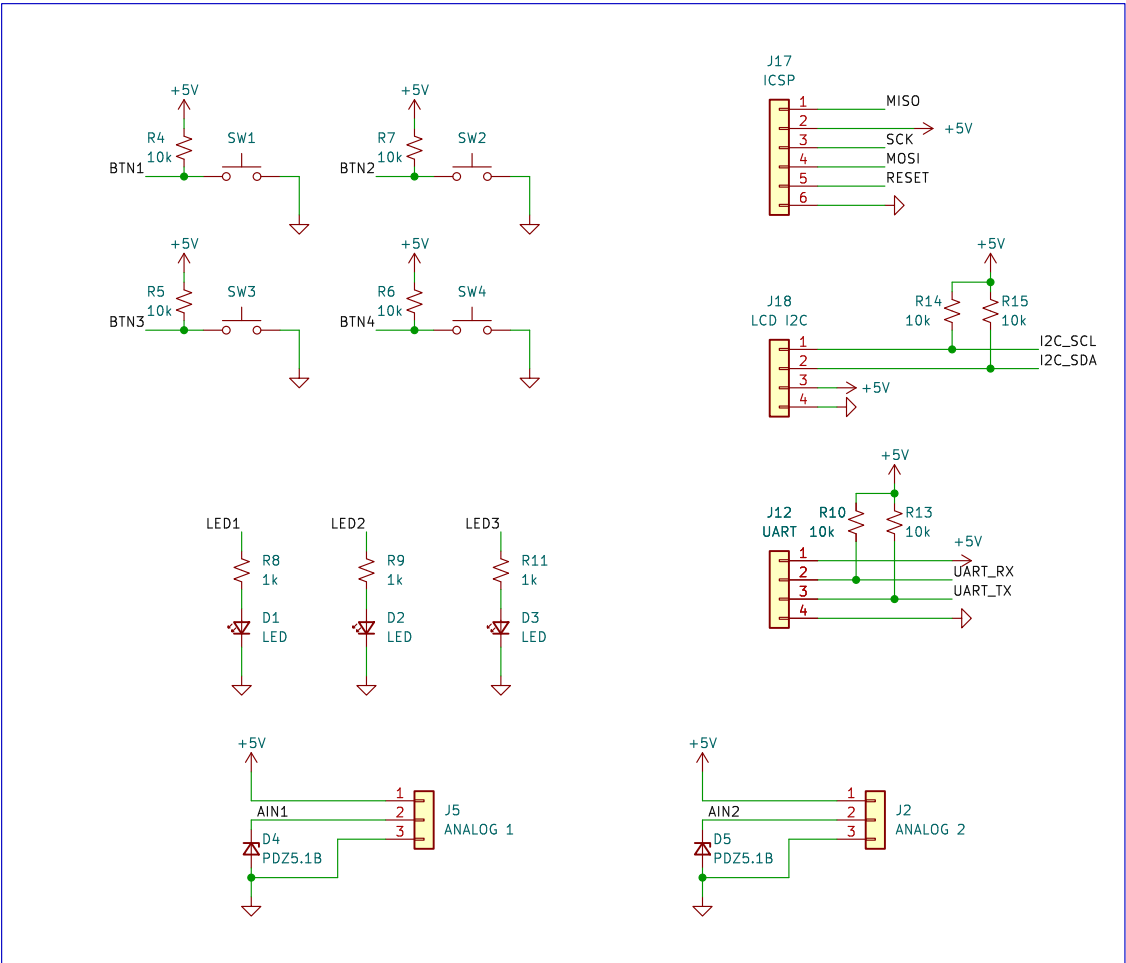 +5V
R4
10k
SW1
BTN1
+5V
R7
10k
SW2
BTN2
J17
ICSP
1
MISO
2
+5V
3
SCK
4
MOSI
5
RESET
6
+5V
R5
10k
SW3
BTN3
+5V
R6
10k
SW4
BTN4
+5V
R14
10k
R15
10k
J18
LCD I2C
1
I2C_SCL
2
I2C_SDA
3
+5V
4
+5V
R10
10k
R13
10k
J12
UART
1
+5V
2
UART_RX
3
UART_TX
4
LED1
R8
1k
D1
LED
LED2
R9
1k
D2
LED
LED3
R11
1k
D3
LED
+5V
1
AIN1
2
3
J5
ANALOG 1
D4
PDZ5.1B
+5V
1
AIN2
2
3
J2
ANALOG 2
D5
PDZ5.1B